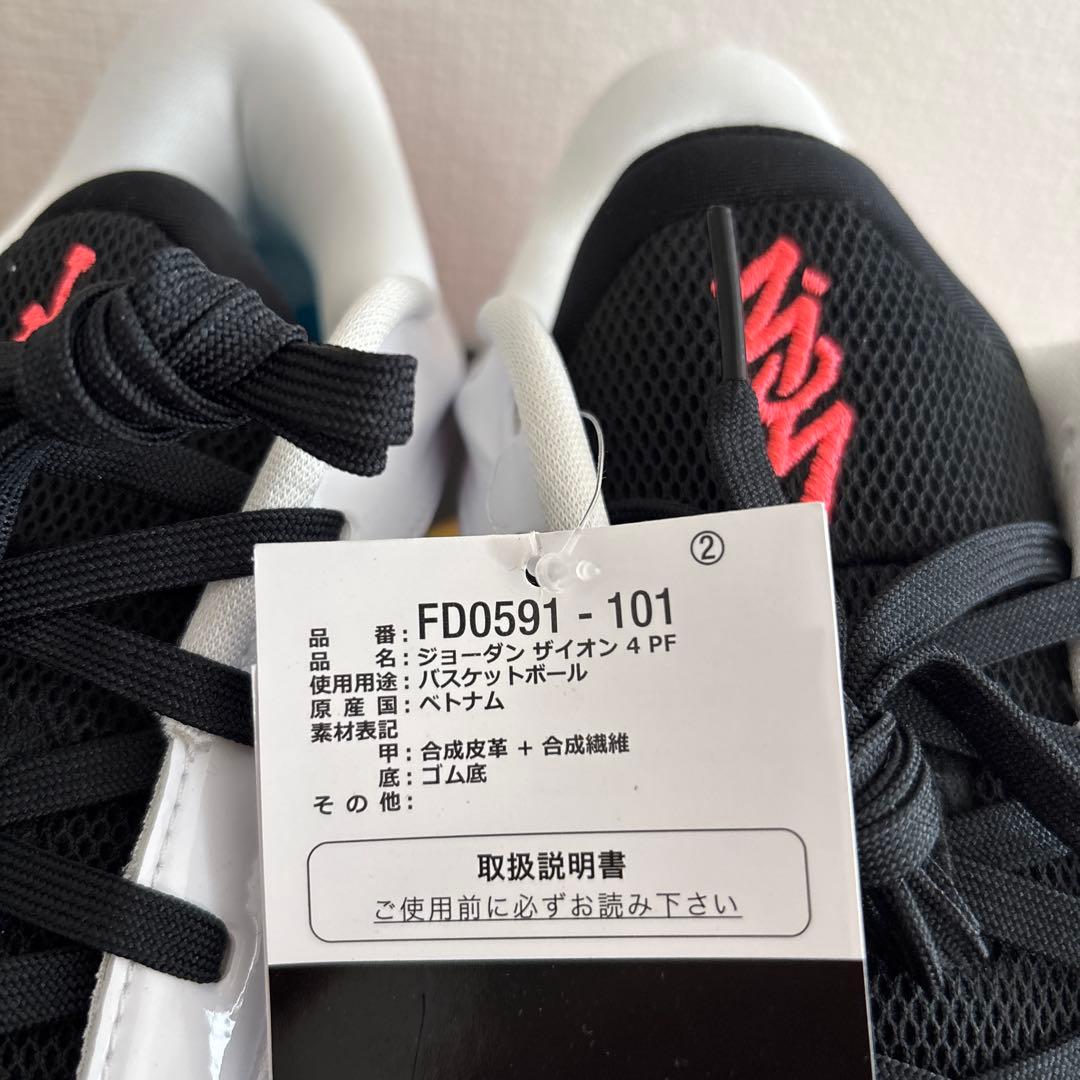 Zion
②
品番：FD0591 - 101
品名：ジョーダン ザイオン 4 PF
使用用途：バスケットボール
原産国：ベトナム
素材表記
甲：合成皮革 + 合成繊維
底：ゴム底
その他：
取扱説明書
ご使用前に必ずお読み下さい